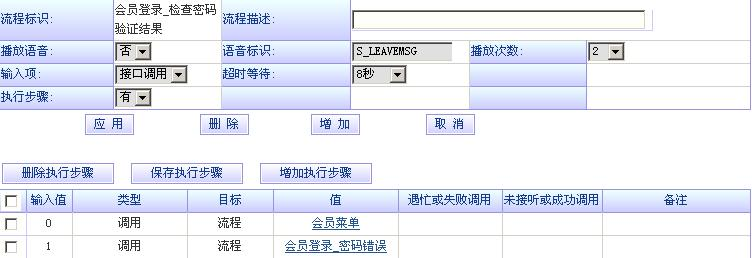 流程标识: 会员登录_检查密码验证结果 流程描述:
播放语音: 否 语音标识: S_LEAVEMSG 播放次数: 2
输入项: 接口调用 超时等待: 8秒
执行步骤: 有
应 用 删 除 增 加 取 消
删除执行步骤 保存执行步骤 增加执行步骤
输入值 类型 目标 值 遇忙或失败调用 未接听或成功调用 备注
0 调用 流程 会员菜单
1 调用 流程 会员登录_密码错误